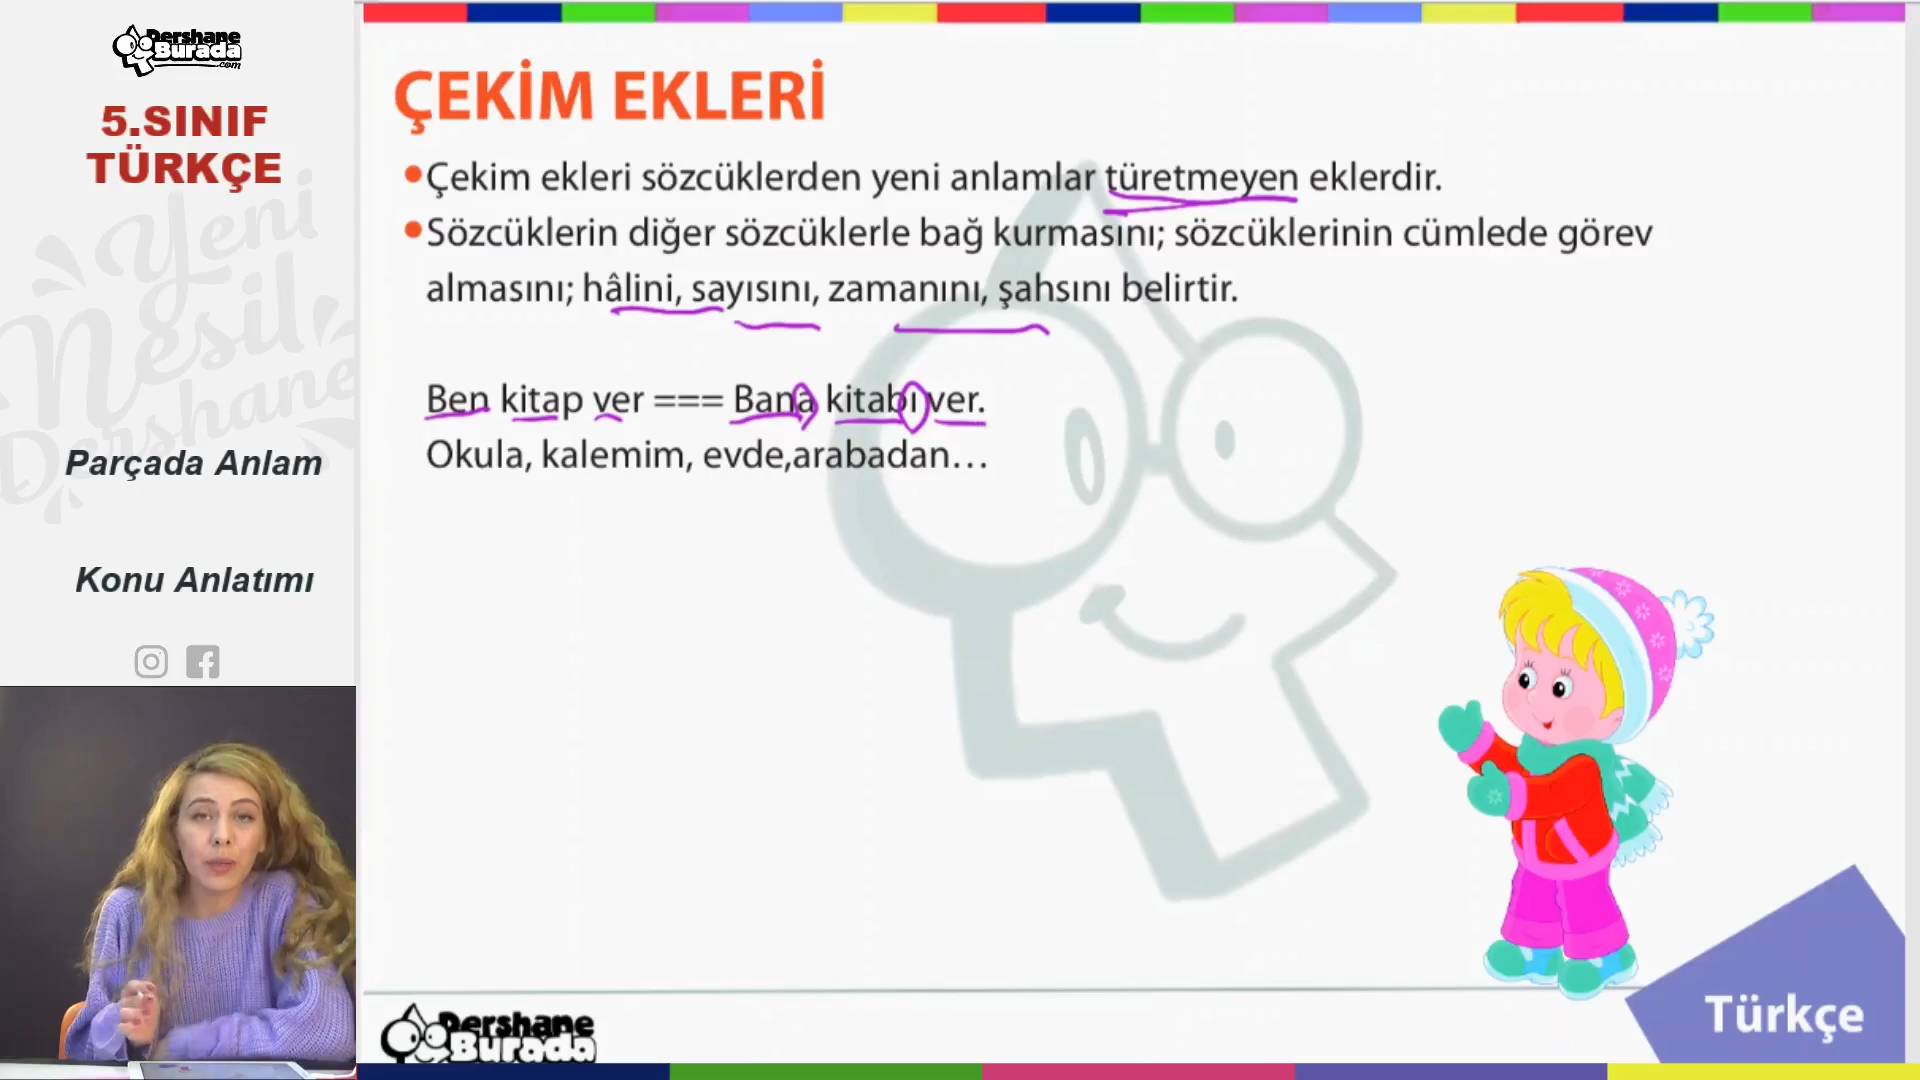 Dershane
Burada
.com
5.SINIF
TÜRKÇE
Yeni
Nesil
Dershane
Parçada Anlam
Konu Anlatımı
ÇEKİM EKLERİ
•Çekim ekleri sözcüklerden yeni anlamlar türetmeyen eklerdir.
•Sözcüklerin diğer sözcüklerle bağ kurmasını; sözcüklerinin cümlede görev
almasını; hâlini, sayısını, zamanını, şahsını belirtir.
Ben kitap ver === Bana kitabı ver.
Okula, kalemim, evde,arabadan…
Dershane
Burada
Türkçe